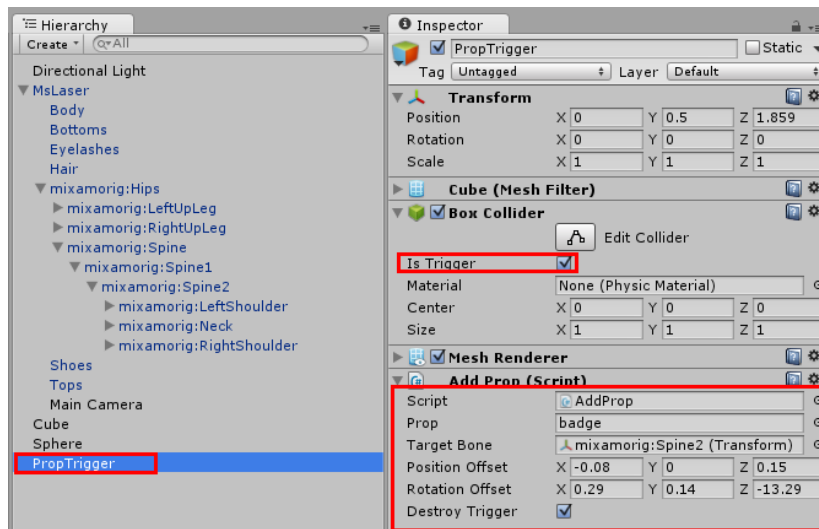 Hierarchy
Create
All
Directional Light
MsLaser
Body
Bottoms
Eyelashes
Hair
mixamorig:Hips
mixamorig:LeftUpLeg
mixamorig:RightUpLeg
mixamorig:Spine
mixamorig:Spine1
mixamorig:Spine2
mixamorig:LeftShoulder
mixamorig:Neck
mixamorig:RightShoulder
Shoes
Tops
Main Camera
Cube
Sphere
PropTrigger
Inspector
PropTrigger Static
Tag Untagged Layer Default
Transform
Position X 0 Y 0.5 Z 1.859
Rotation X 0 Y 0 Z 0
Scale X 1 Y 1 Z 1
Cube (Mesh Filter)
Box Collider
Edit Collider
Is Trigger
Material None (Physic Material)
Center X 0 Y 0 Z 0
Size X 1 Y 1 Z 1
Mesh Renderer
Add Prop (Script)
Script AddProp
Prop badge
Target Bone mixamorig:Spine2 (Transform)
Position Offset X -0.08 Y 0 Z 0.15
Rotation Offset X 0.29 Y 0.14 Z -13.29
Destroy Trigger